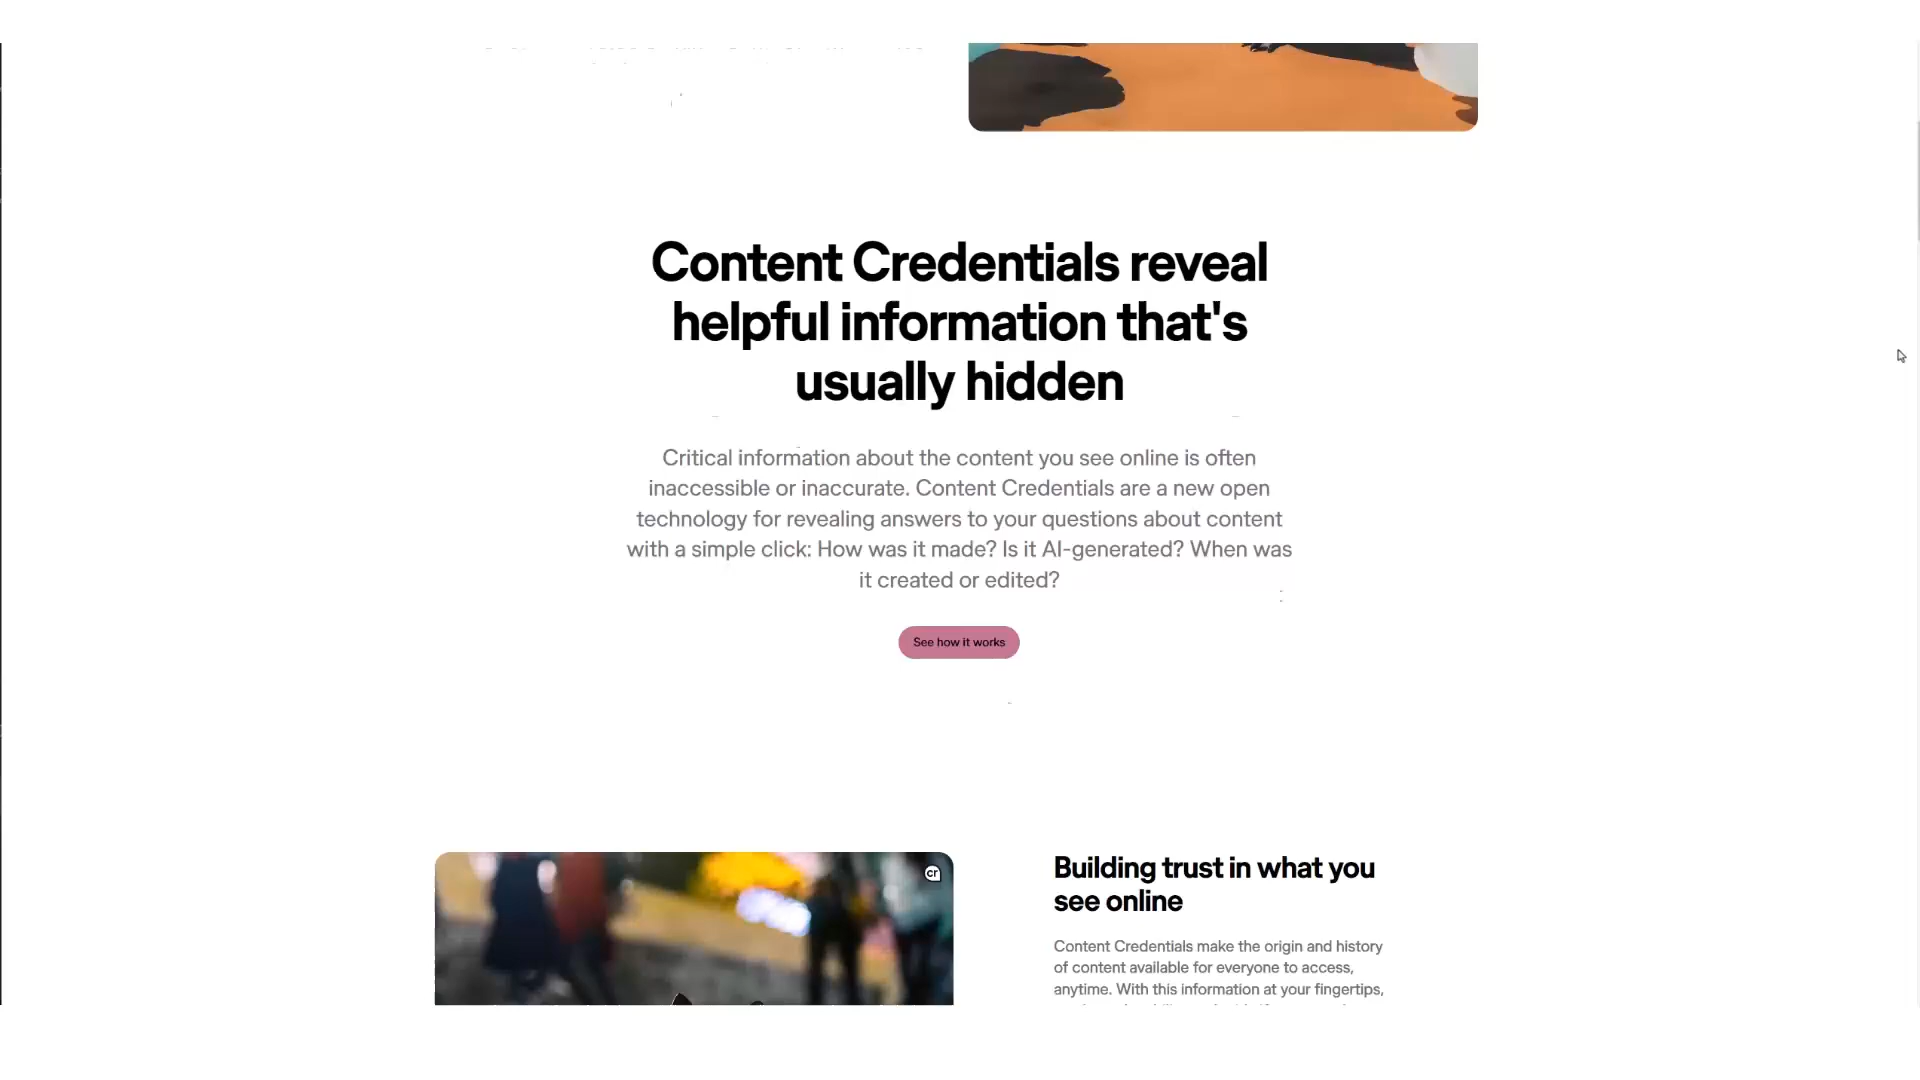 Content Credentials reveal
helpful information that's
usually hidden
Critical information about the content you see online is often
inaccessible or inaccurate. Content Credentials are a new open
technology for revealing answers to your questions about content
with a simple click: How was it made? Is it AI-generated? When was
it created or edited?
See how it works
cr
Building trust in what you
see online
Content Credentials make the origin and history
of content available for everyone to access,
anytime. With this information at your fingertips,